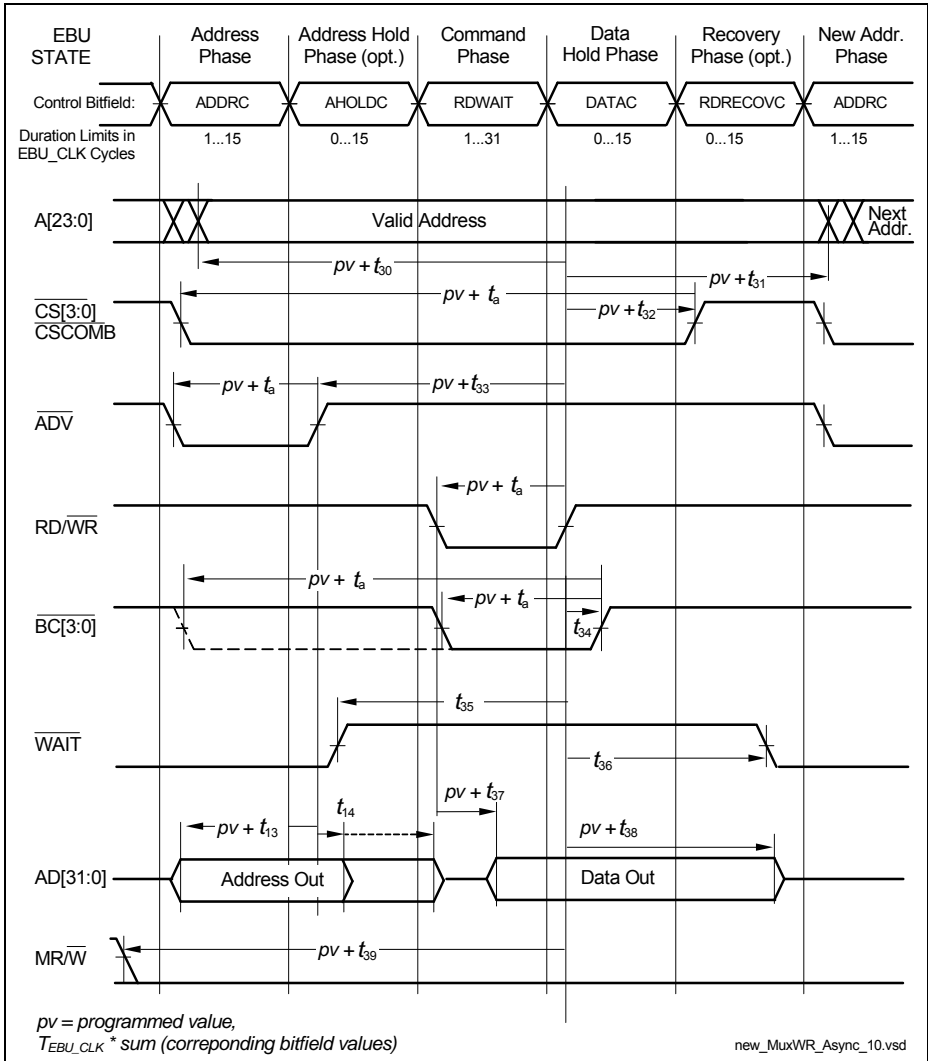 EBU STATE
Address Phase
Address Hold Phase (opt.)
Command Phase
Data Hold Phase
Recovery Phase (opt.)
New Addr. Phase
Control Bitfield: ADDRC AHOLDC RDWAIT DATAC RDRECOVC ADDRC
Duration Limits in EBU_CLK Cycles 1...15 0...15 1...31 0...15 0...15 1...15
A[23:0] Valid Address Next Addr.
pv + t30
pv + t31
pv + ta
CS[3:0]
CSCOMB
pv + t32
pv + ta
pv + t33
ADV
pv + ta
RD/WR
pv + ta
pv + ta
BC[3:0]
t34
t35
WAIT
t36
pv + t37
pv + t13
t14
pv + t38
AD[31:0] Address Out Data Out
MR/W
pv + t39
pv = programmed value,
TEBU_CLK * sum (correponding bitfield values)
new_MuxWR_Async_10.vsd